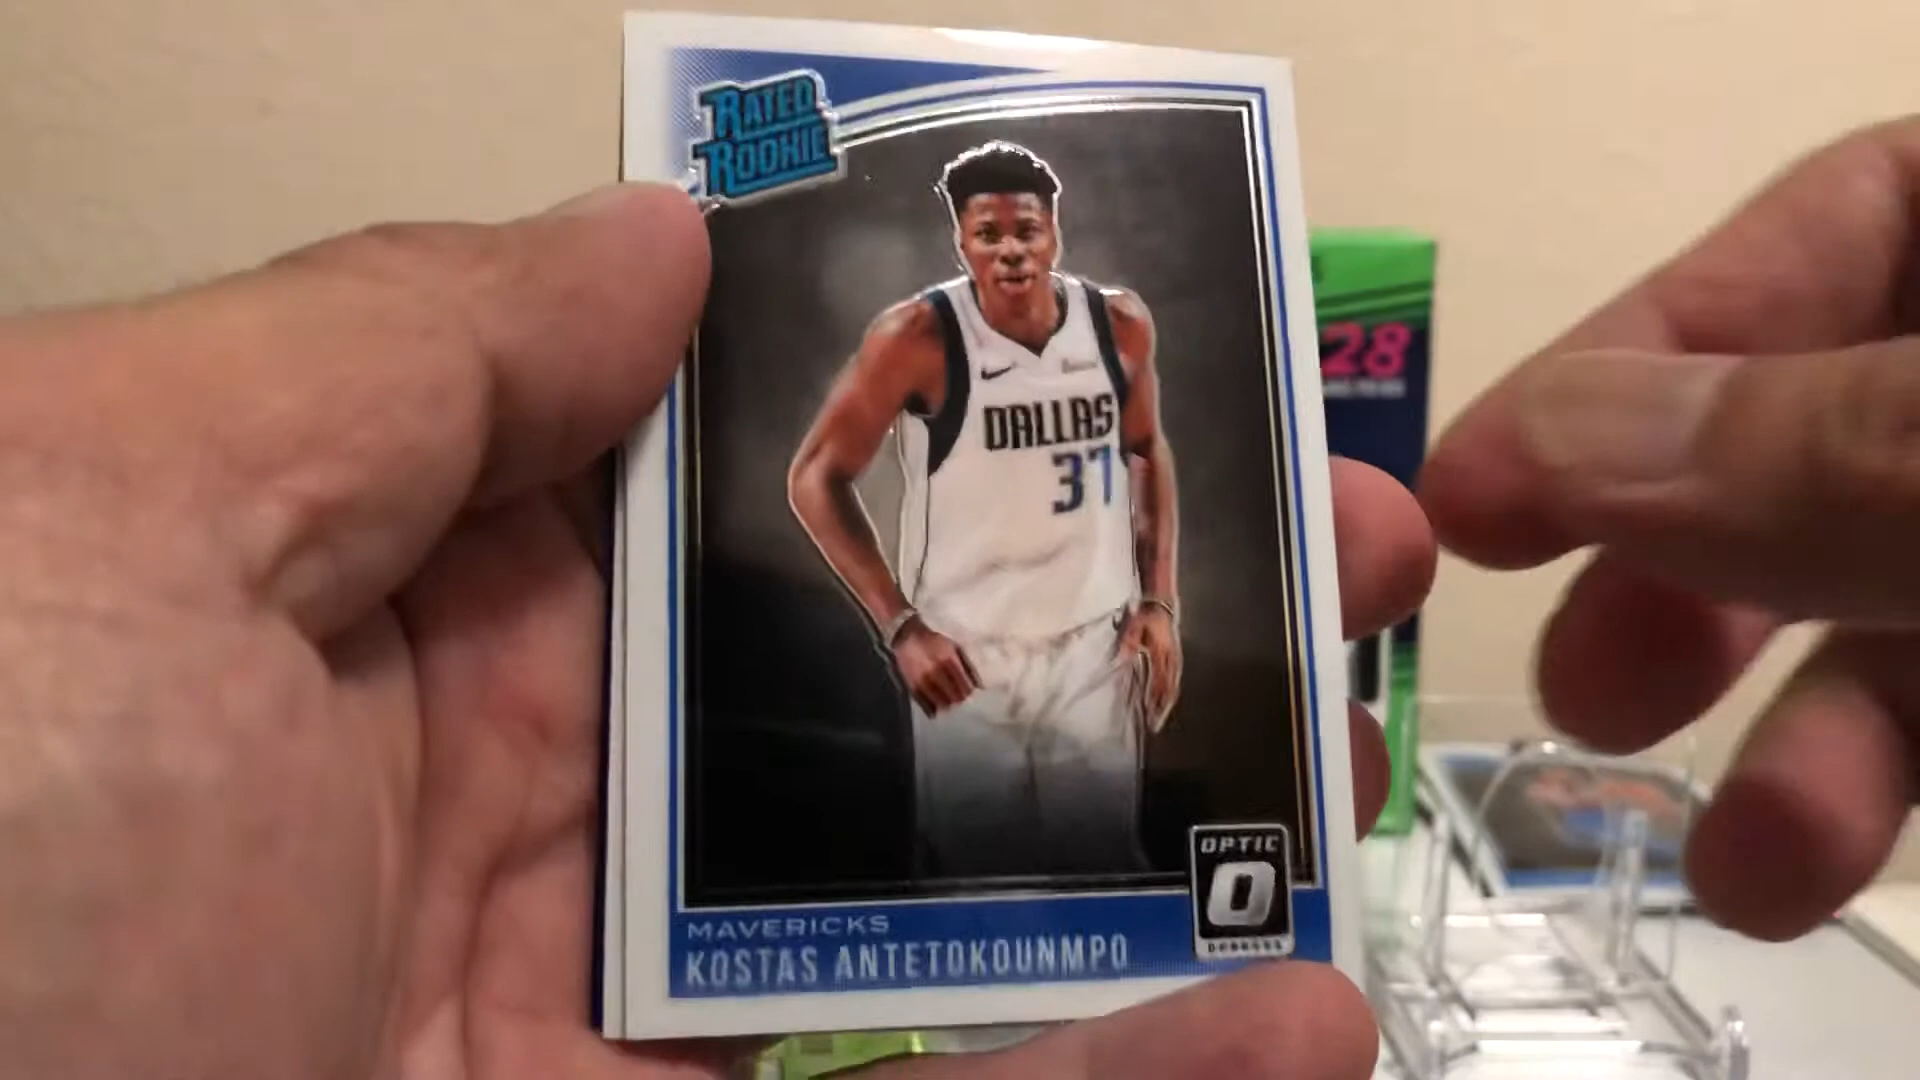 RATED
ROOKIE
28
DALLAS
37
OPTIC
O
DONRUSS
MAVERICKS
KOSTAS ANTETOKOUNMPO